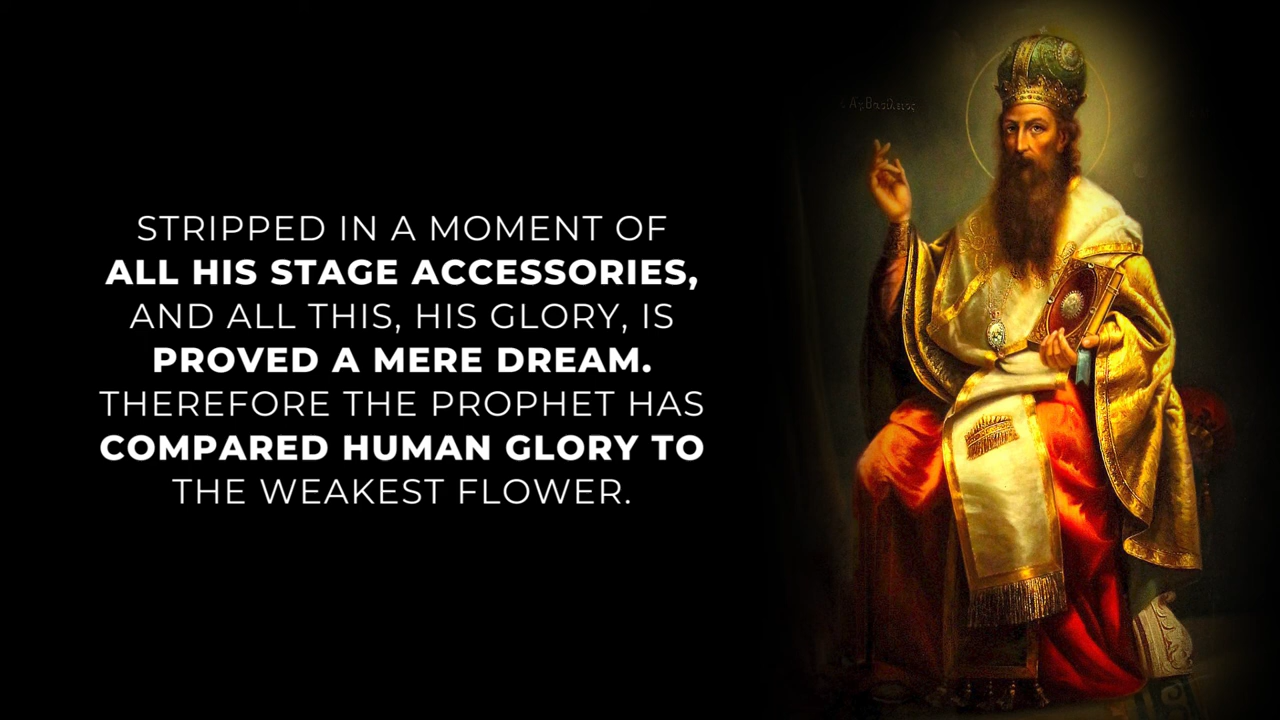 STRIPPED IN A MOMENT OF
ALL HIS STAGE ACCESSORIES,
AND ALL THIS, HIS GLORY, IS
PROVED A MERE DREAM.
THEREFORE THE PROPHET HAS
COMPARED HUMAN GLORY TO
THE WEAKEST FLOWER.
Βασίλειος